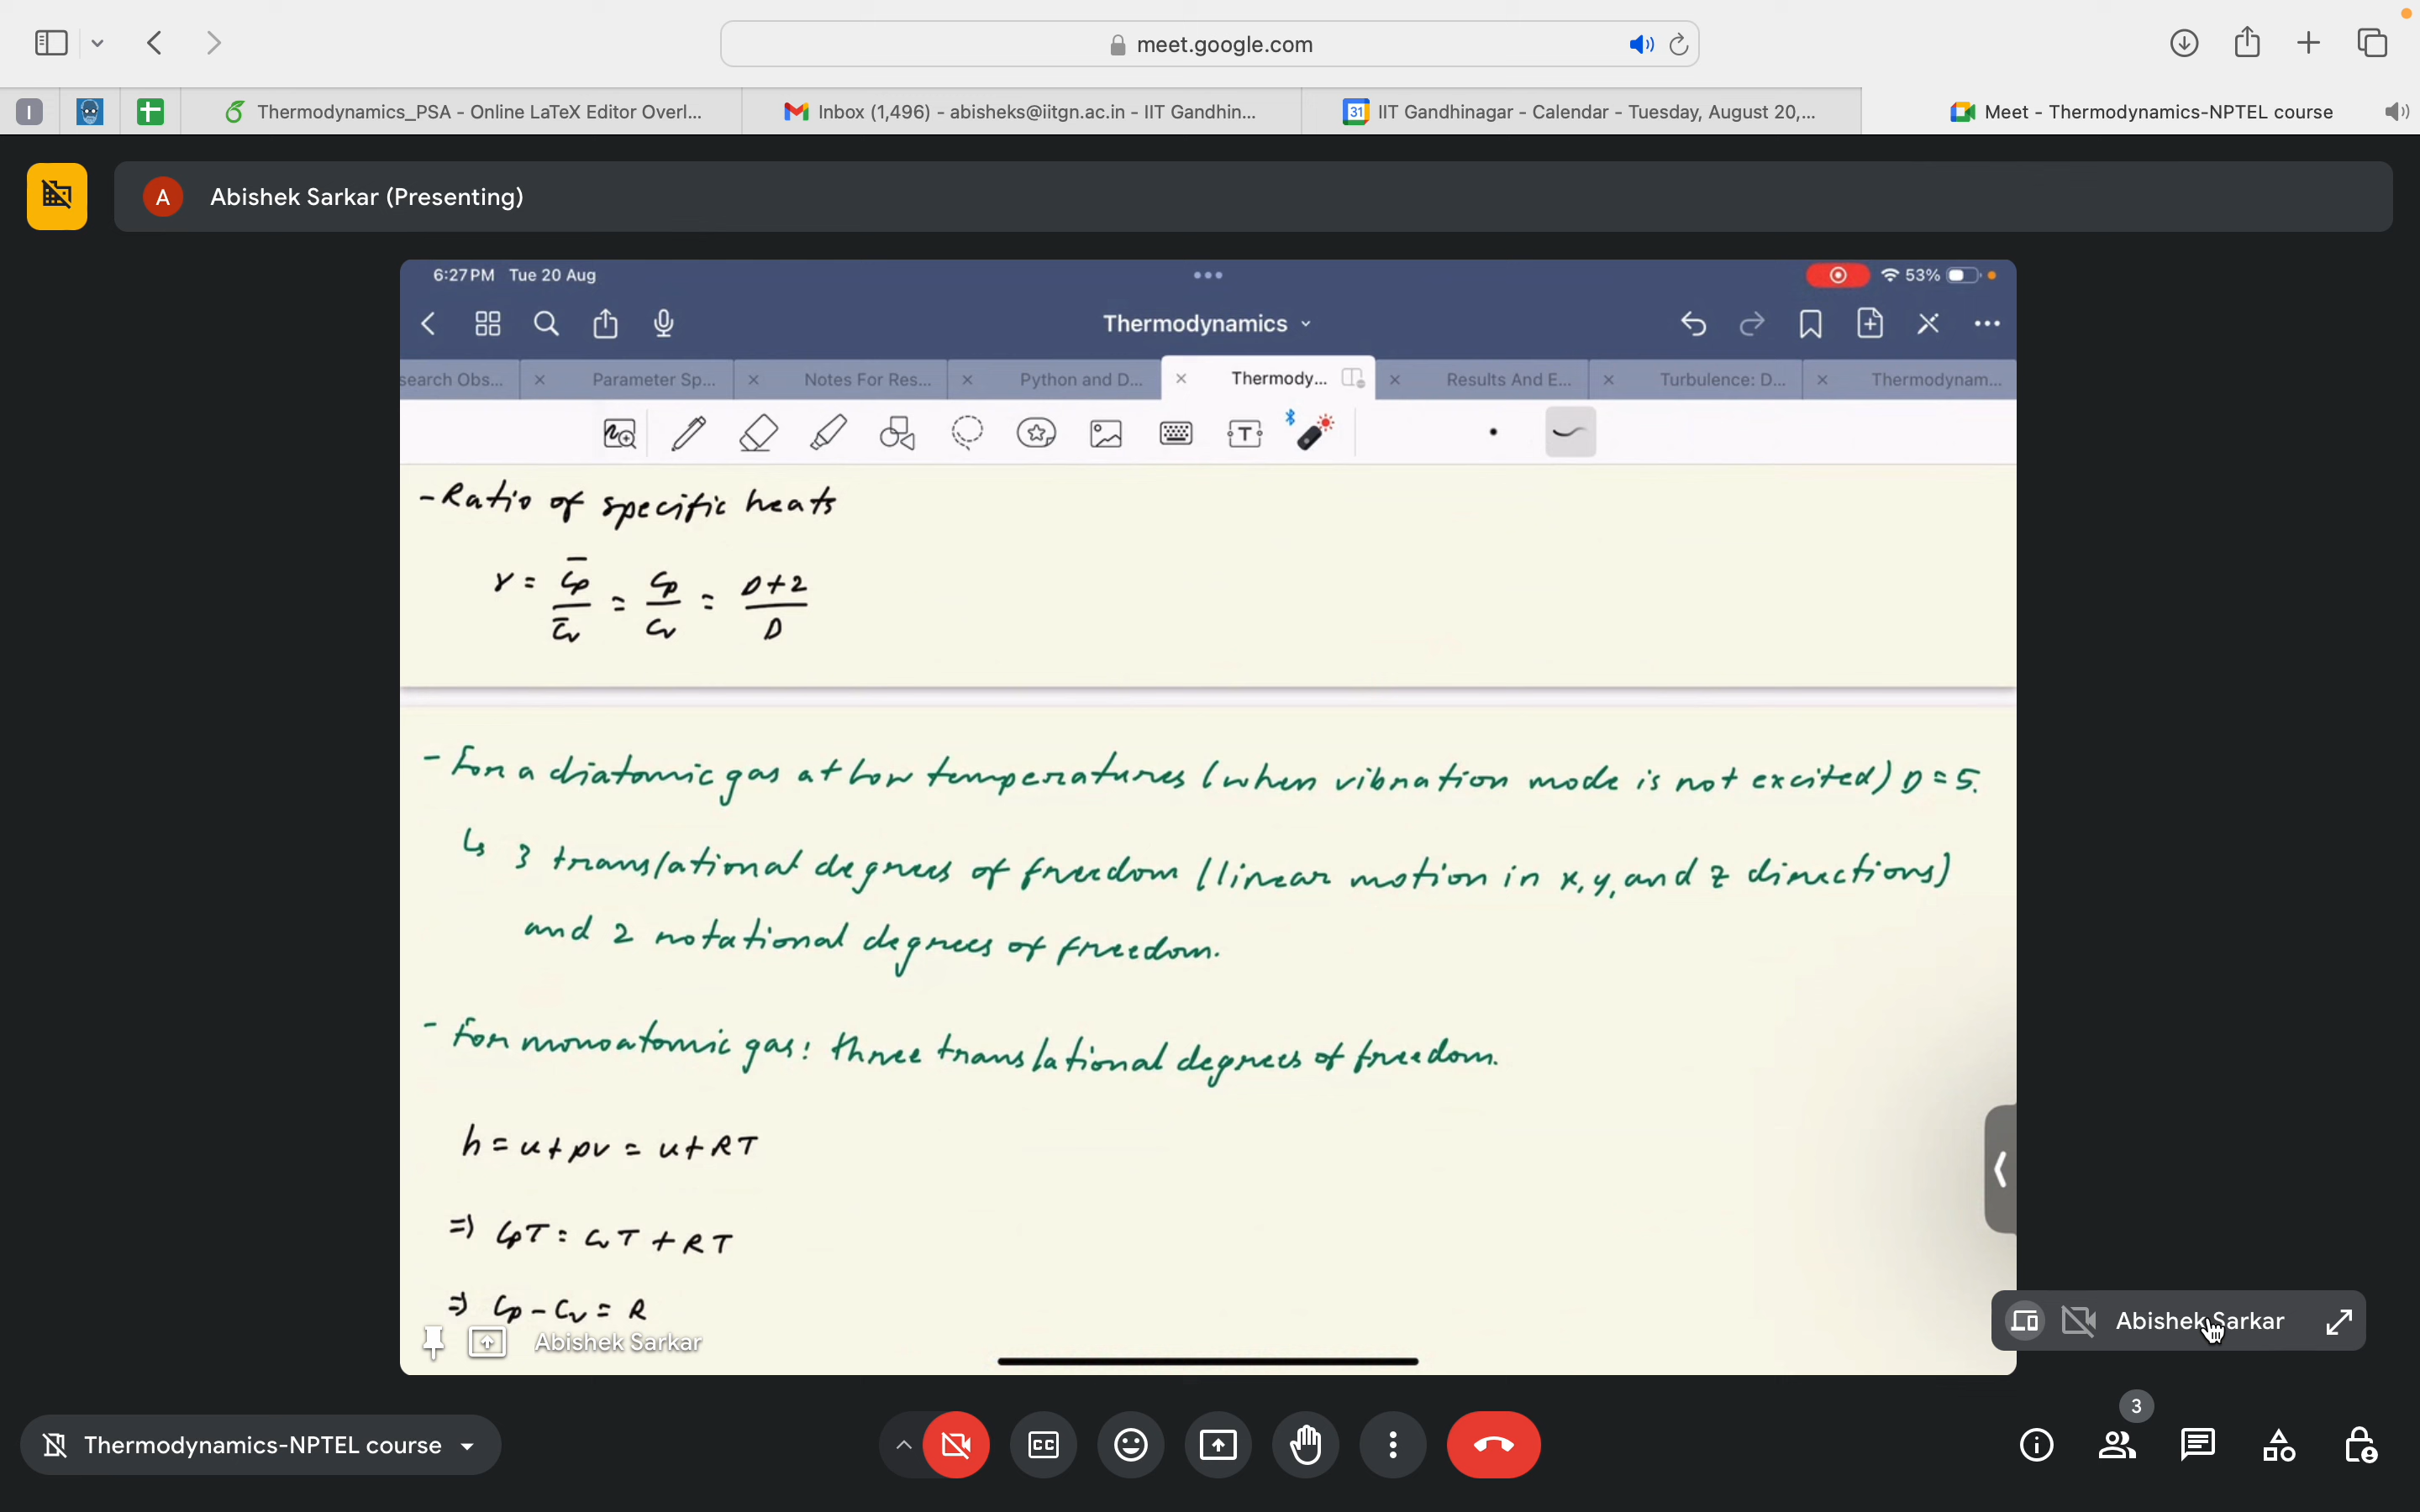 meet.google.com
I
Thermodynamics_PSA - Online LaTeX Editor Overl...
Inbox (1,496) - abisheks@iitgn.ac.in - IIT Gandhin...
31
IIT Gandhinagar - Calendar - Tuesday, August 20,...
Meet - Thermodynamics-NPTEL course
A
Abishek Sarkar (Presenting)
6:27 PM Tue 20 Aug
53%
Thermodynamics
search Obs...
Parameter Sp...
Notes For Res...
Python and D...
Thermody...
Results And E...
Turbulence: D...
Thermodynam...
T
- Ratio of specific heats
γ = c̄p / c̄v = cp / cv = (D+2) / D
- For a diatomic gas at low temperatures (when vibration mode is not excited) D = 5.
↳ 3 translational degrees of freedom (linear motion in x, y, and z directions)
and 2 rotational degrees of freedom.
- For monoatomic gas: three translational degrees of freedom.
h = u + pv = u + RT
⇒ cpT = cvT + RT
⇒ cp - cv = R
Abishek Sarkar
Abishek Sarkar
3
Thermodynamics-NPTEL course
CC